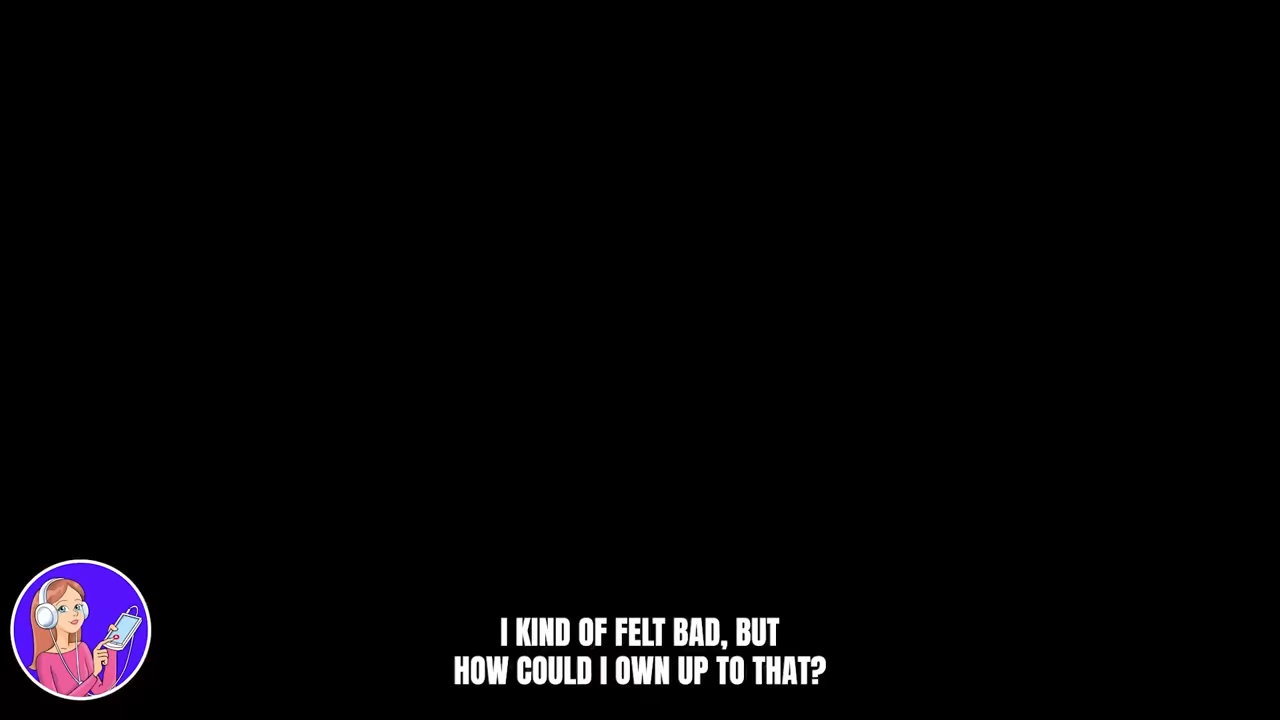 I KIND OF FELT BAD, BUT
HOW COULD I OWN UP TO THAT?